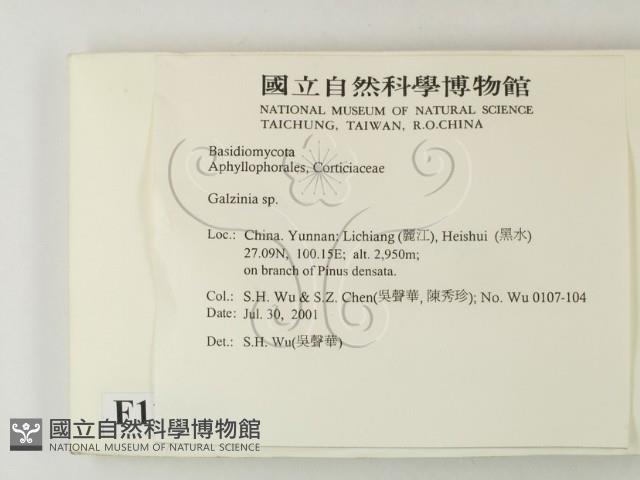 國立自然科學博物館
NATIONAL MUSEUM OF NATURAL SCIENCE
TAICHUNG, TAIWAN, R.O.CHINA
Basidiomycota
Aphyllophorales, Corticiaceae
Galzinia sp.
Loc.: China. Yunnan: Lichiang (麗江), Heishui (黑水)
27.09N, 100.15E; alt. 2,950m;
on branch of Pinus densata.
Col.: S.H. Wu & S.Z. Chen(吳聲華, 陳秀珍); No. Wu 0107-104
Date: Jul. 30, 2001
Det.: S.H. Wu(吳聲華)
F1
國立自然科學博物館
NATIONAL MUSEUM OF NATURAL SCIENCE